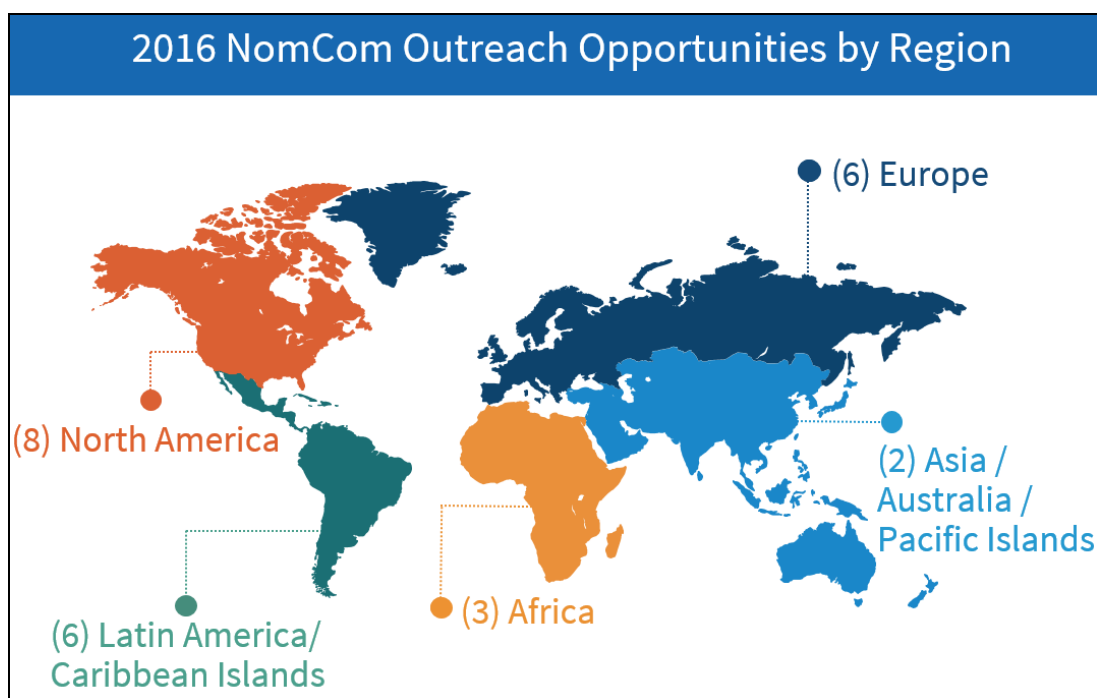 2016 NomCom Outreach Opportunities by Region
(6) Europe
(8) North America
(2) Asia /
Australia /
Pacific Islands
(3) Africa
(6) Latin America/
Caribbean Islands